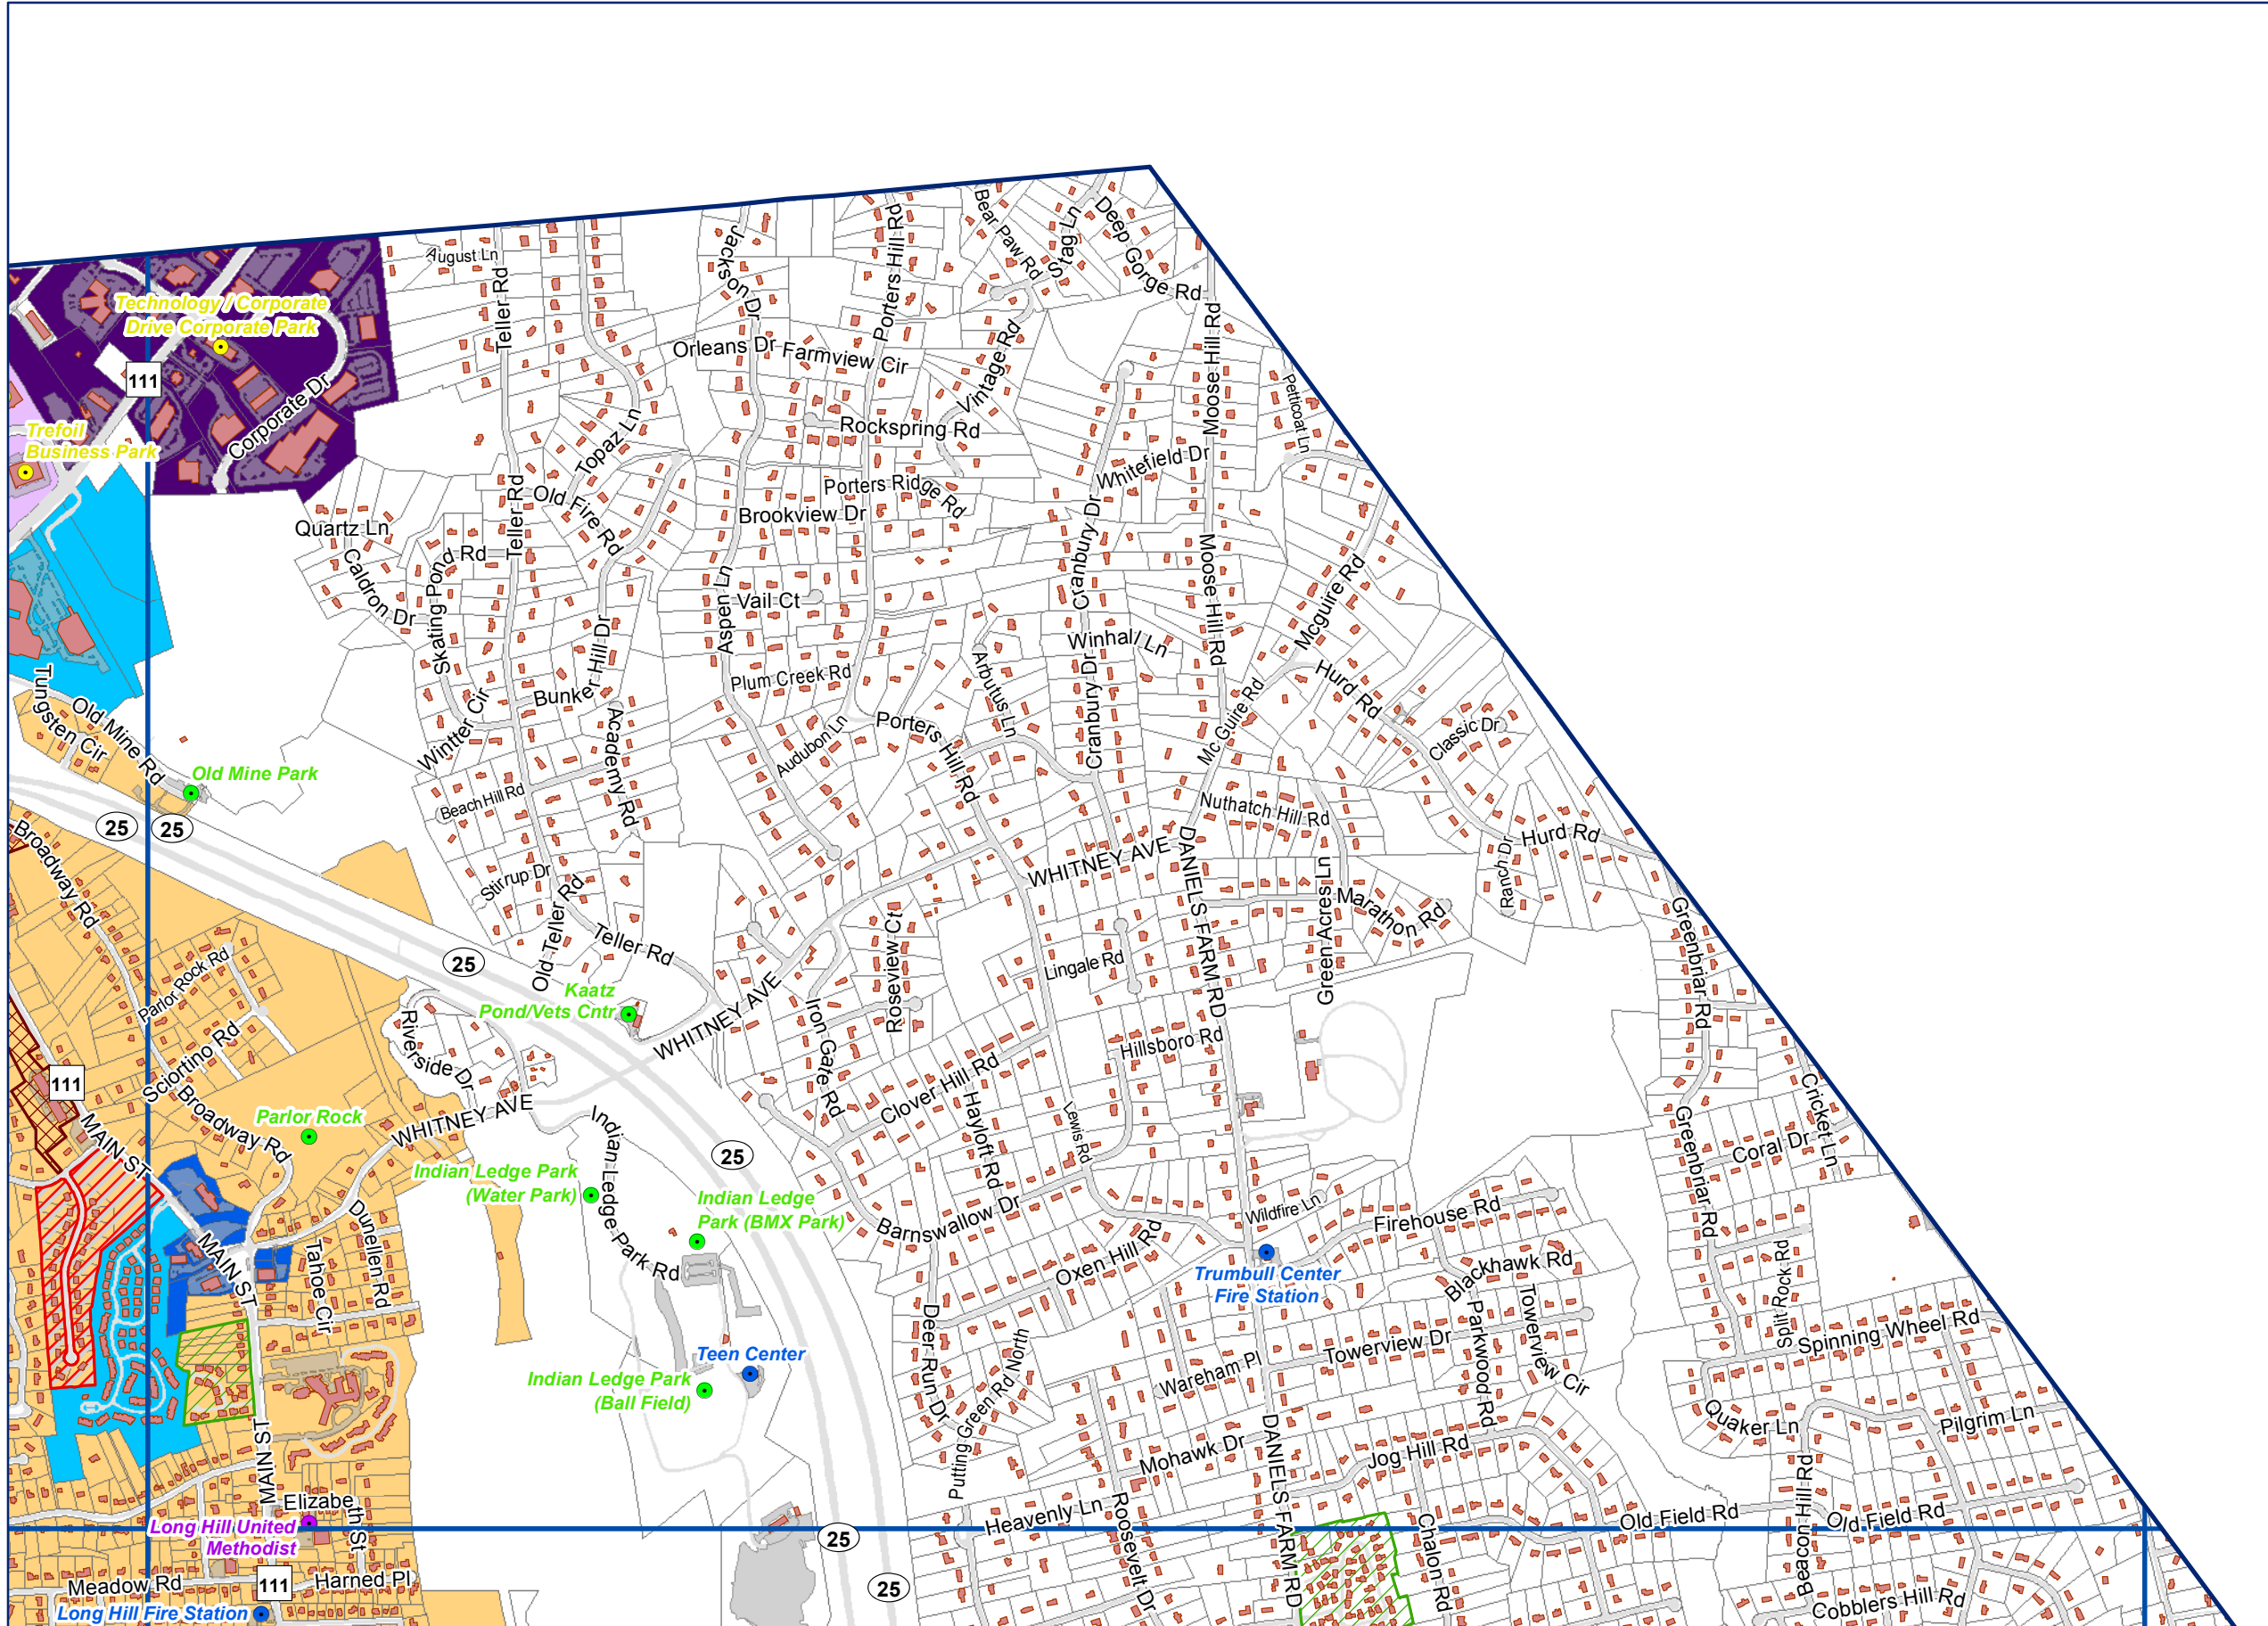 August Ln
Teller Rd
Jackson Dr
Porters Hill Rd
Bear Paw Rd
Stag Ln
Deep Gorge Rd
Technology / Corporate
Drive Corporate Park
111
Corporate Dr
Trefoil
Business Park
Orleans Dr
Farmview Cir
Vintage Rd
Moose Hill Rd
Petticoat Ln
Topaz Ln
Rockspring Rd
Whitefield Dr
Teller Rd
Old Fire Rd
Porters Ridge Rd
Brookview Dr
Quartz Ln
Caldron Dr
Skating Pond Rd
Aspen Ln
Vail Ct
Cranbury Dr
Moose Hill Rd
Mcguire Rd
Winhall Ln
Arbutus Ln
Hurd Rd
Tungsten Cir
Old Mine Rd
Old Mine Park
Wintter Cir
Bunker Hill Dr
Academy Rd
Plum Creek Rd
Audubon Ln
Porters Hill Rd
Cranbury Dr
Mc Guire Rd
Classic Dr
Beach Hill Rd
Nuthatch Hill Rd
Hurd Rd
Ranch Dr
25
25
Broadway Rd
Stirrup Dr
Old Teller Rd
Teller Rd
WHITNEY AVE
DANIELS FARM RD
Green Acres Ln
Marathon Rd
Greenbriar Rd
25
Parlor Rock Rd
Sciortino Rd
Kaatz
Pond/Vets Cntr
WHITNEY AVE
Iron Gate Rd
Roseview Ct
Lingale Rd
Hillsboro Rd
Riverside Dr
111
Broadway Rd
Parlor Rock
WHITNEY AVE
MAIN ST
Clover Hill Rd
Hayloft Rd
Lewis Rd
Greenbriar Rd
Cricket Ln
Coral Dr
Indian Ledge Park Rd
25
Indian Ledge Park
(Water Park)
Indian Ledge
Park (BMX Park)
Barnswallow Dr
Wildfire Ln
Firehouse Rd
MAIN ST
Tahoe Cir
Dunellen Rd
Oxen Hill Rd
Trumbull Center
Fire Station
Blackhawk Rd
Split Rock Rd
Spinning Wheel Rd
Deer Run Dr
Putting Green Rd North
Teen Center
Indian Ledge Park
(Ball Field)
Wareham Pl
Towerview Dr
Parkwood Rd
Towerview Cir
Quaker Ln
Pilgrim Ln
MAIN ST
Mohawk Dr
DANIELS FARM RD
Jog Hill Rd
Elizabeth St
Long Hill United
Methodist
25
Heavenly Ln
Roosevelt Dr
Chalon Rd
Old Field Rd
Beacon Hill Rd
Old Field Rd
Meadow Rd
111
Harned Pl
25
Long Hill Fire Station
Cobblers Hill Rd